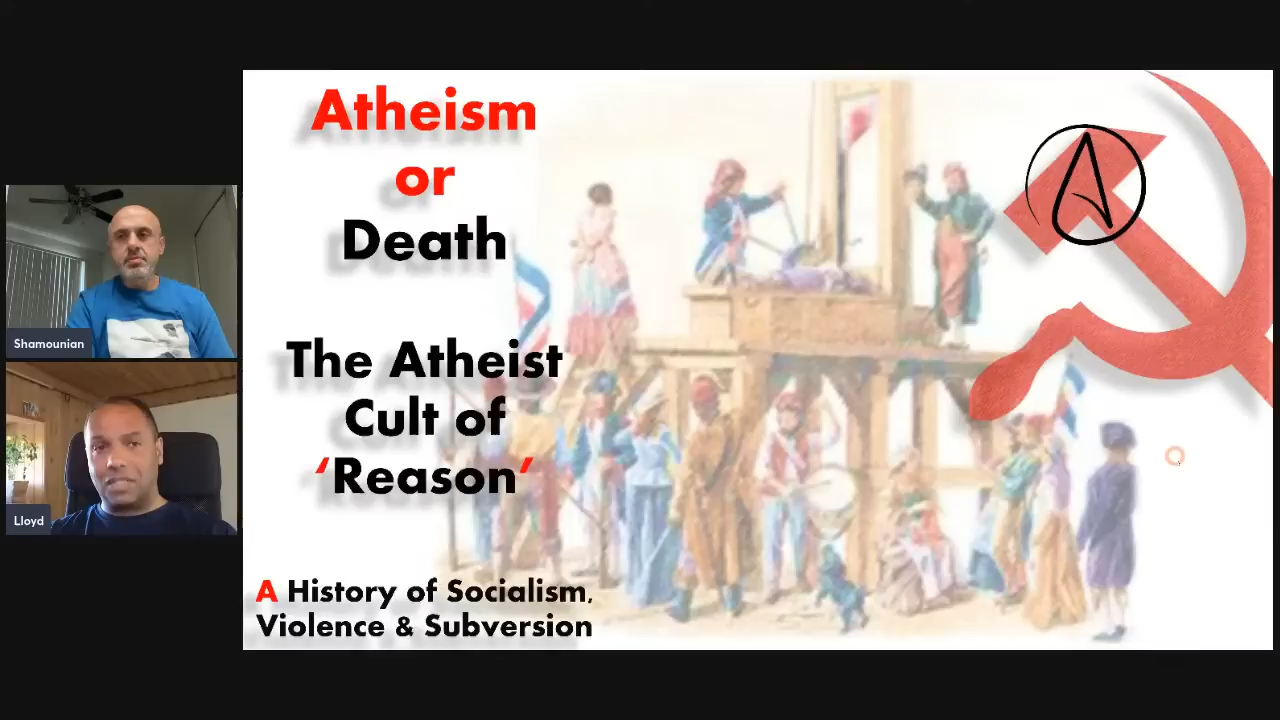 Atheism
or
Death
The Atheist
Cult of
‘Reason’
A History of Socialism,
Violence & Subversion
Shamounian
Lloyd